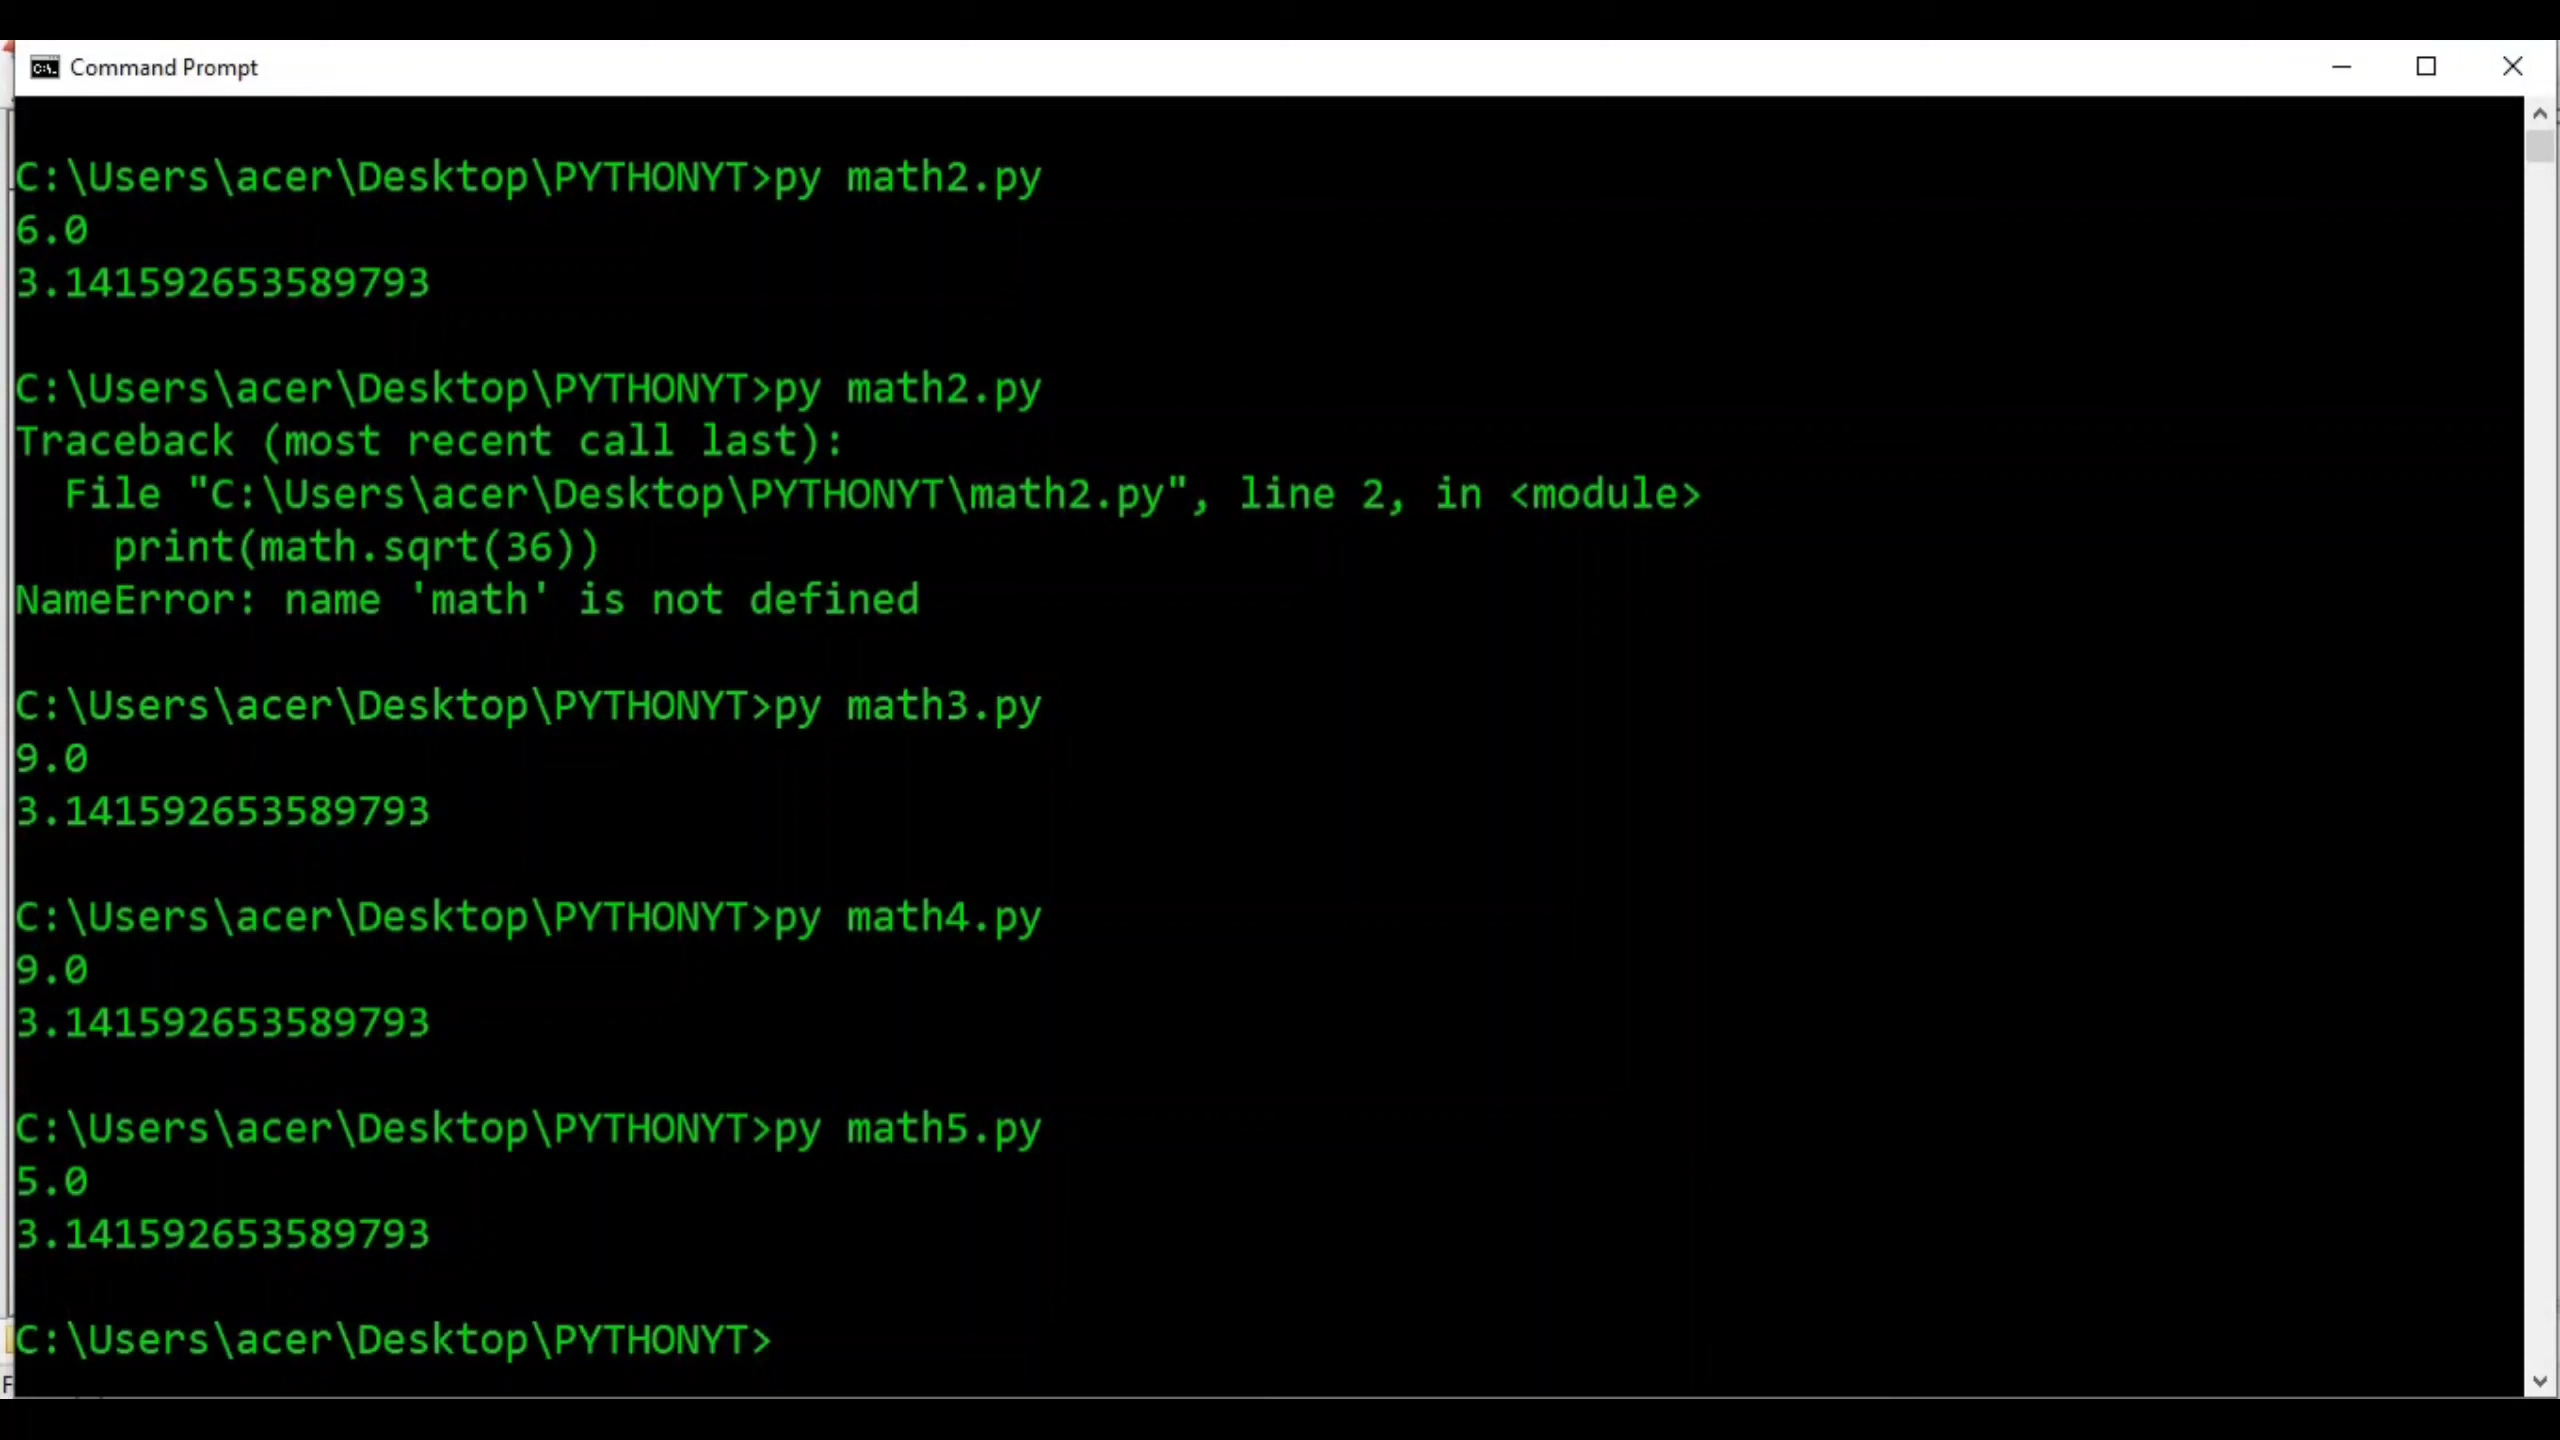 Command Prompt
C:\Users\acer\Desktop\PYTHONYT>py math2.py
6.0
3.141592653589793
C:\Users\acer\Desktop\PYTHONYT>py math2.py
Traceback (most recent call last):
  File "C:\Users\acer\Desktop\PYTHONYT\math2.py", line 2, in <module>
    print(math.sqrt(36))
NameError: name 'math' is not defined
C:\Users\acer\Desktop\PYTHONYT>py math3.py
9.0
3.141592653589793
C:\Users\acer\Desktop\PYTHONYT>py math4.py
9.0
3.141592653589793
C:\Users\acer\Desktop\PYTHONYT>py math5.py
5.0
3.141592653589793
C:\Users\acer\Desktop\PYTHONYT>